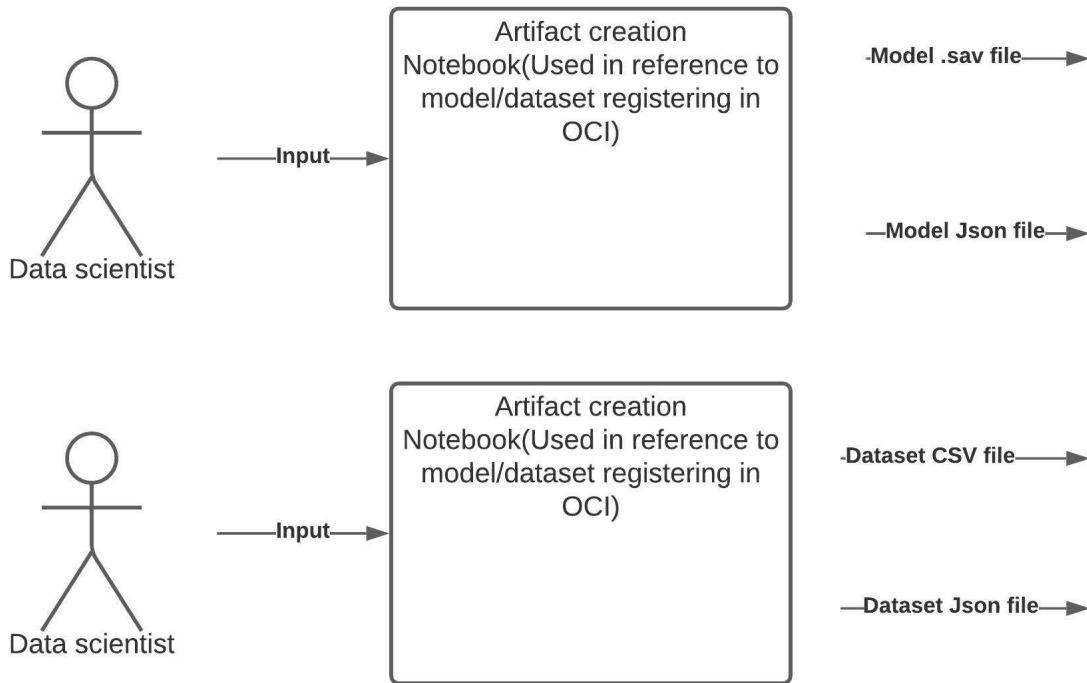 Artifact creation
Notebook(Used in reference to
model/dataset registering in
OCI)
Model .sav file
Input
Model Json file
Data scientist
Artifact creation
Notebook(Used in reference to
model/dataset registering in
OCI)
Dataset CSV file
Input
Dataset Json file
Data scientist